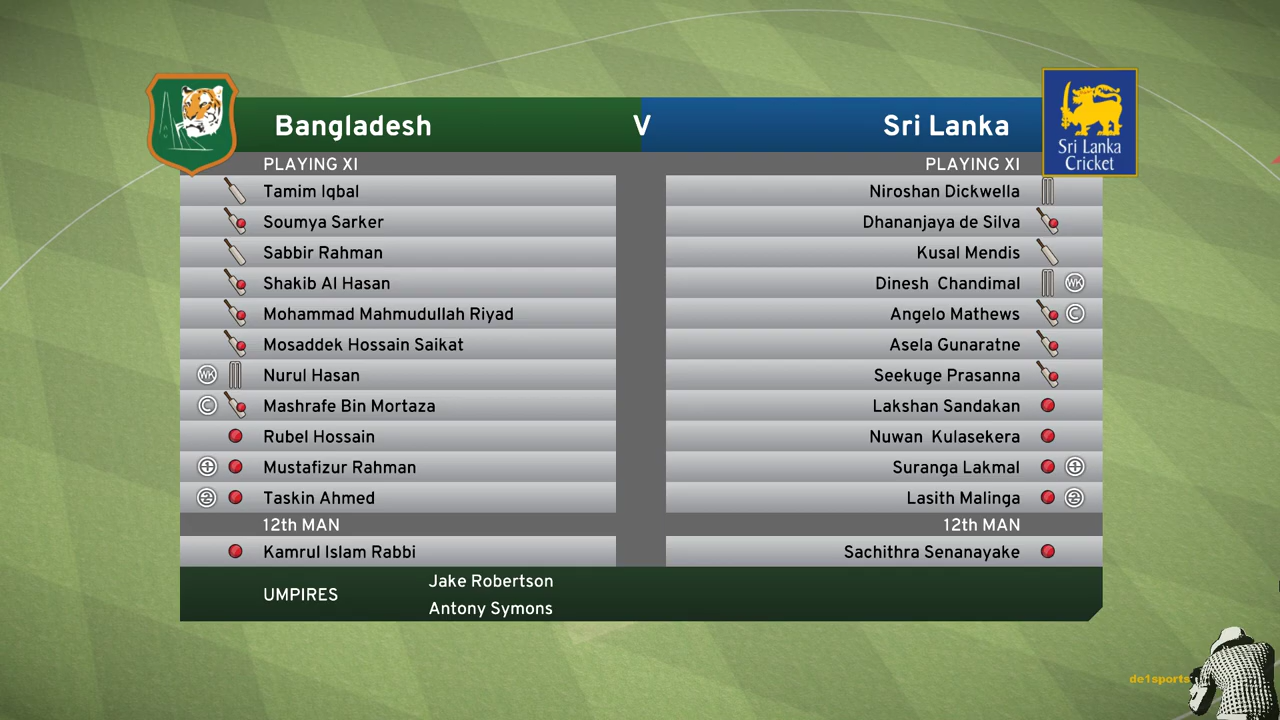 Bangladesh V Sri Lanka
Sri Lanka
Cricket
PLAYING XI
Tamim Iqbal
Soumya Sarker
Sabbir Rahman
Shakib Al Hasan
Mohammad Mahmudullah Riyad
Mosaddek Hossain Saikat
WK Nurul Hasan
C Mashrafe Bin Mortaza
Rubel Hossain
Mustafizur Rahman
2 Taskin Ahmed
12th MAN
Kamrul Islam Rabbi
PLAYING XI
Niroshan Dickwella
Dhananjaya de Silva
Kusal Mendis
Dinesh Chandimal WK
Angelo Mathews C
Asela Gunaratne
Seekuge Prasanna
Lakshan Sandakan
Nuwan Kulasekera
Suranga Lakmal
Lasith Malinga 2
12th MAN
Sachithra Senanayake
UMPIRES
Jake Robertson
Antony Symons
de1sports